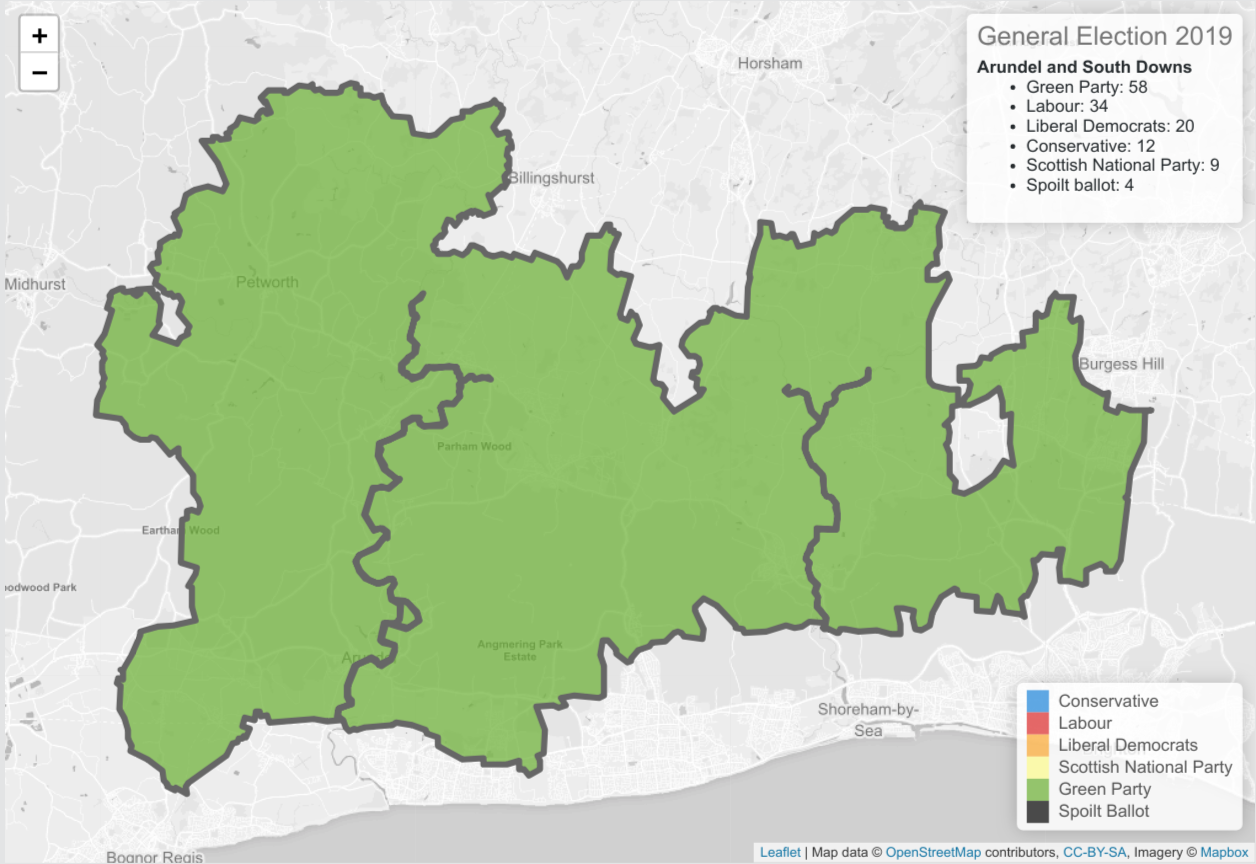 +
−
General Election 2019
Arundel and South Downs
• Green Party: 58
• Labour: 34
• Liberal Democrats: 20
• Conservative: 12
• Scottish National Party: 9
• Spoilt ballot: 4
Horsham
Billingshurst
Midhurst
Petworth
Burgess Hill
Parham Wood
Eartham Wood
oodwood Park
Angmering Park
Estate
Arundel
Shoreham-by-
Sea
Bognor Regis
Conservative
Labour
Liberal Democrats
Scottish National Party
Green Party
Spoilt Ballot
Leaflet | Map data © OpenStreetMap contributors, CC-BY-SA, Imagery © Mapbox